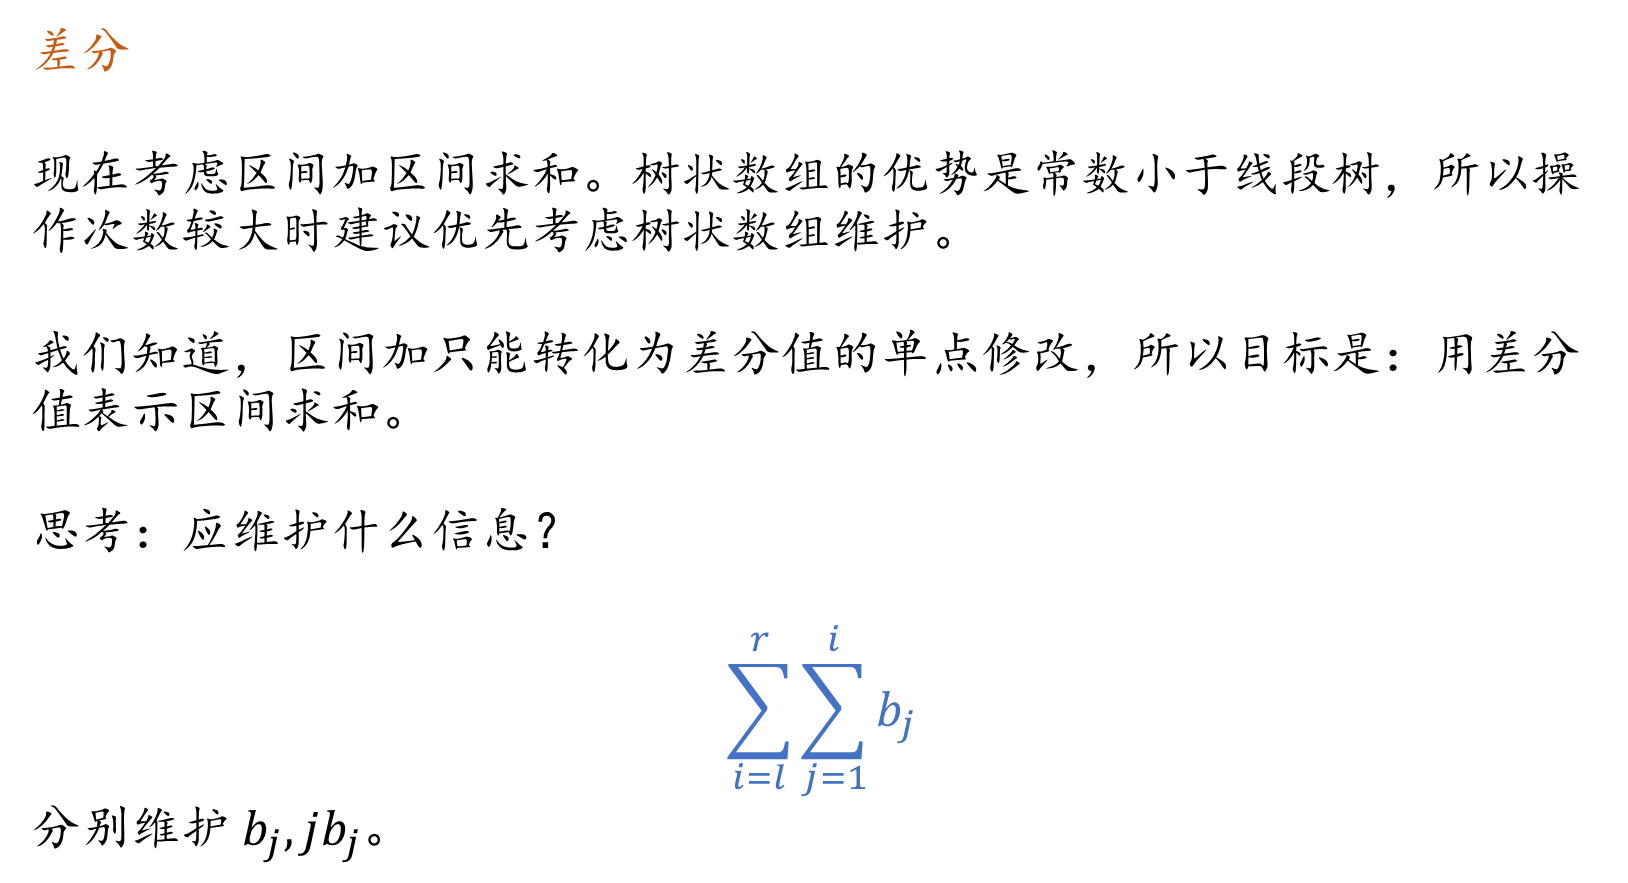 差分
现在考虑区间加区间求和。树状数组的优势是常数小于线段树，所以操
作次数较大时建议优先考虑树状数组维护。
我们知道，区间加只能转化为差分值的单点修改，所以目标是：用差分
值表示区间求和。
思考：应维护什么信息？
$\sum_{i=l}^{r} \sum_{j=1}^{i} b_j$
分别维护 $b_j, jb_j$。